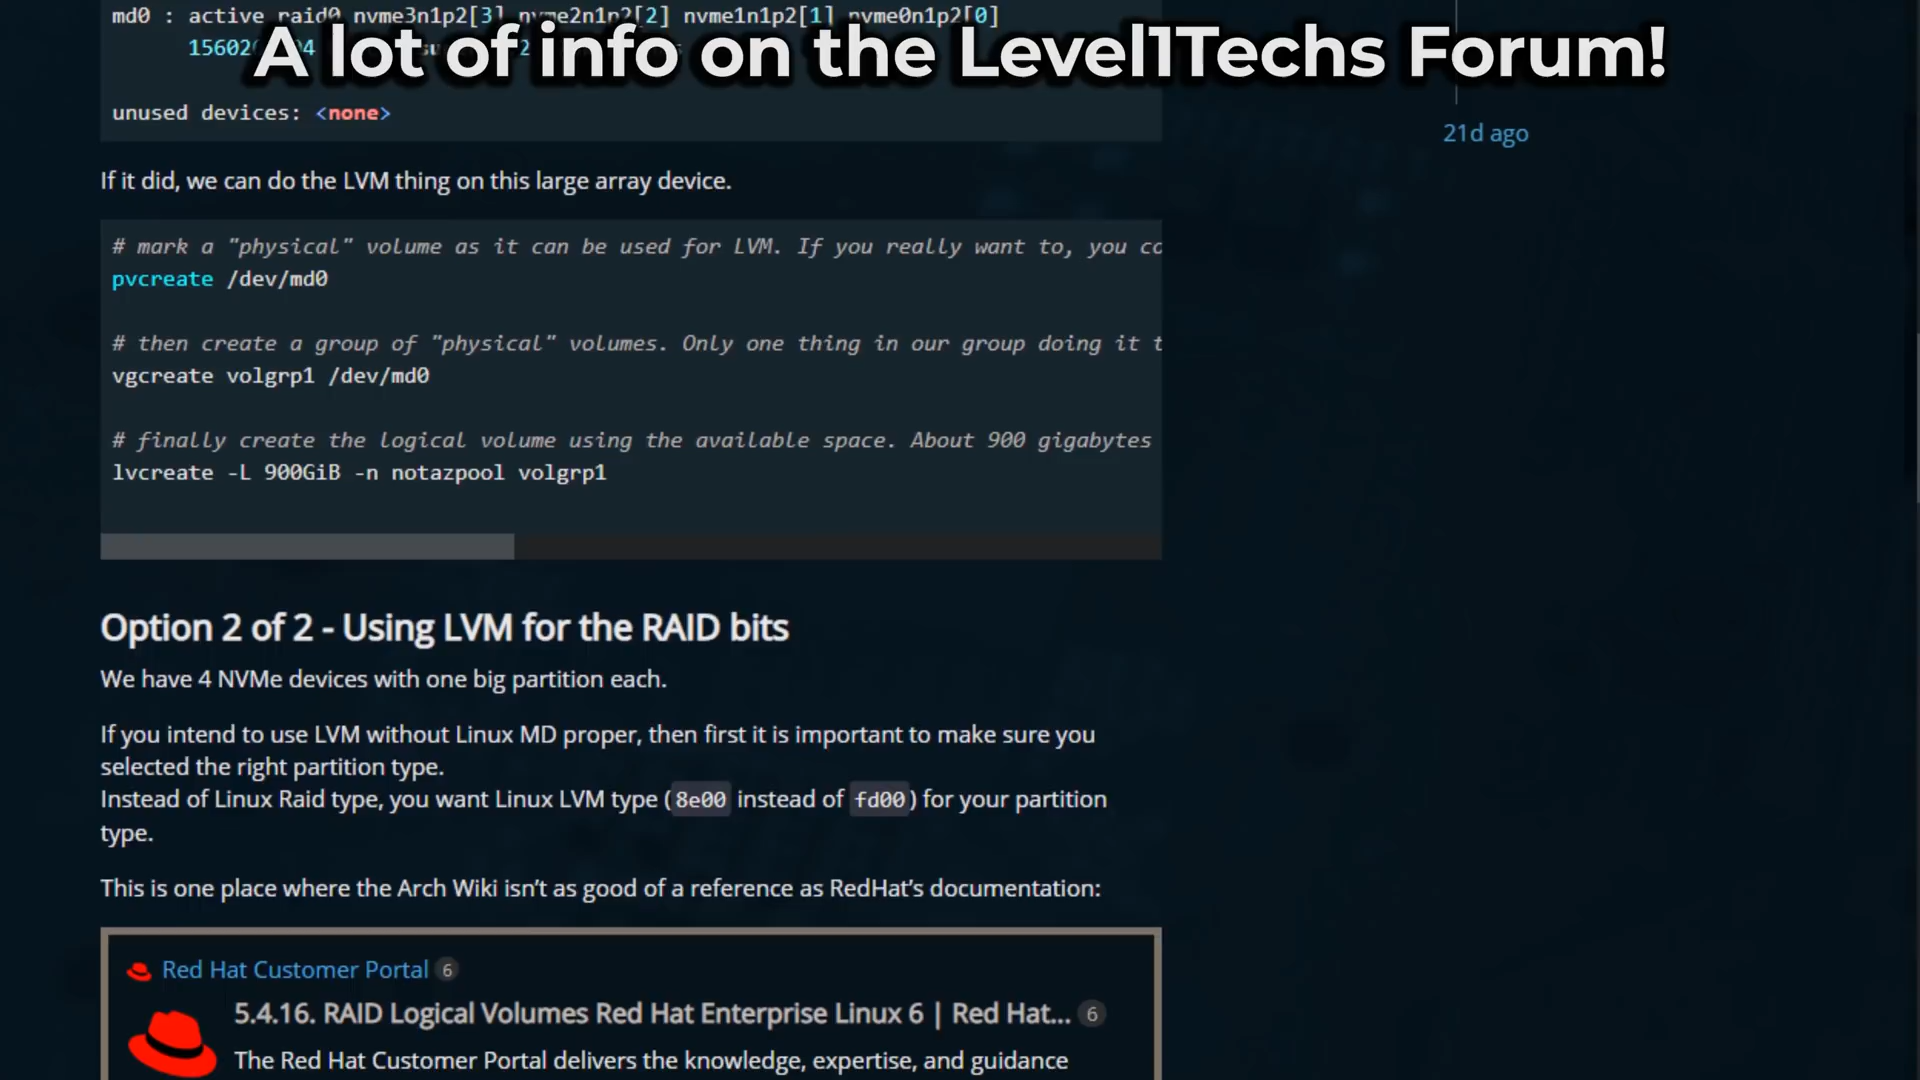 md0 : active raid0 nvme3n1p2[3] nvme2n1p2[2] nvme1n1p2[1] nvme0n1p2[0]
A lot of info on the Level1Techs Forum!
unused devices: <none>
21d ago
If it did, we can do the LVM thing on this large array device.
# mark a "physical" volume as it can be used for LVM. If you really want to, you co
pvcreate /dev/md0
# then create a group of "physical" volumes. Only one thing in our group doing it t
vgcreate volgrp1 /dev/md0
# finally create the logical volume using the available space. About 900 gigabytes
lvcreate -L 900GiB -n notazpool volgrp1
Option 2 of 2 - Using LVM for the RAID bits
We have 4 NVMe devices with one big partition each.
If you intend to use LVM without Linux MD proper, then first it is important to make sure you
selected the right partition type.
Instead of Linux Raid type, you want Linux LVM type ( 8e00 instead of fd00 ) for your partition
type.
This is one place where the Arch Wiki isn't as good of a reference as RedHat's documentation:
Red Hat Customer Portal 6
5.4.16. RAID Logical Volumes Red Hat Enterprise Linux 6 | Red Hat... 6
The Red Hat Customer Portal delivers the knowledge, expertise, and guidance